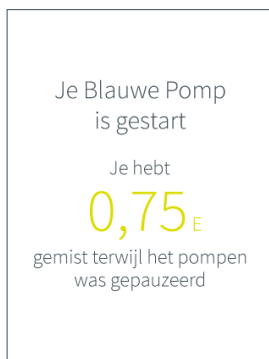 Je Blauwe Pomp
is gestart
Je hebt
0,75 E
gemist terwijl het pompen
was gepauzeerd